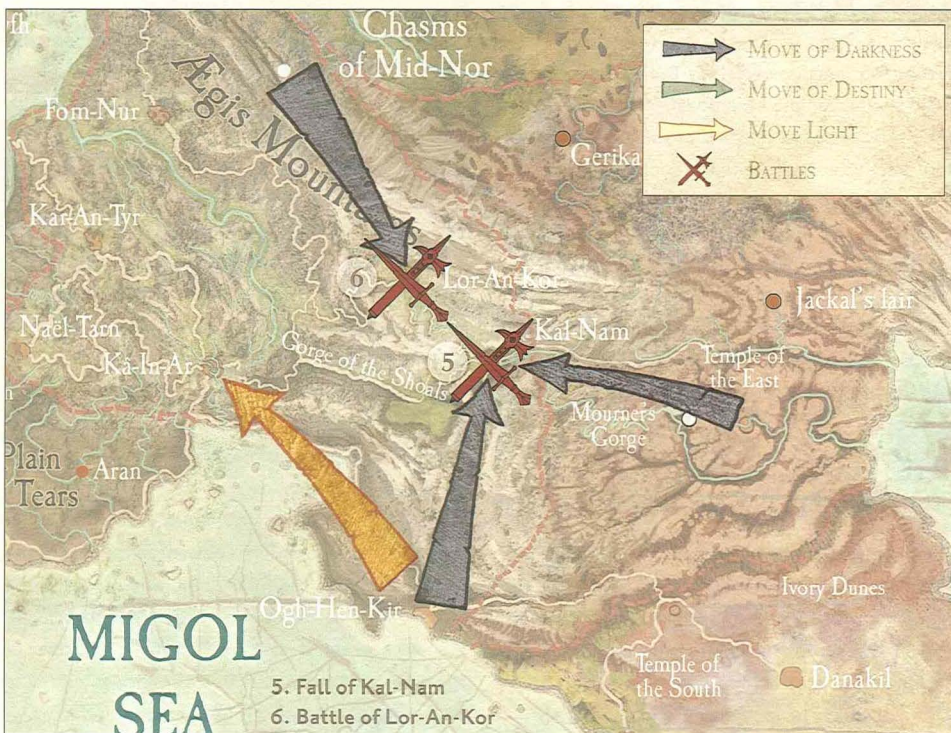 Chasms
of Mid-Nor
Ægis Mountains
Fom-Nur
Gerika
MOVE OF DARKNESS
MOVE OF DESTINY
MOVE LIGHT
BATTLES
Kar-An-Tyr
6
Lor-An-Kor
Jackal's lair
Nael-Tarn
Kâ-In-Ar
Gorge of the Shoals
5
Kal-Nam
Temple of
the East
Mourners
Gorge
Plain
Tears
Aran
Ogh-Hen-Kir
Ivory Dunes
MIGOL
SEA
Temple of
the South
Danakil
5. Fall of Kal-Nam
6. Battle of Lor-An-Kor